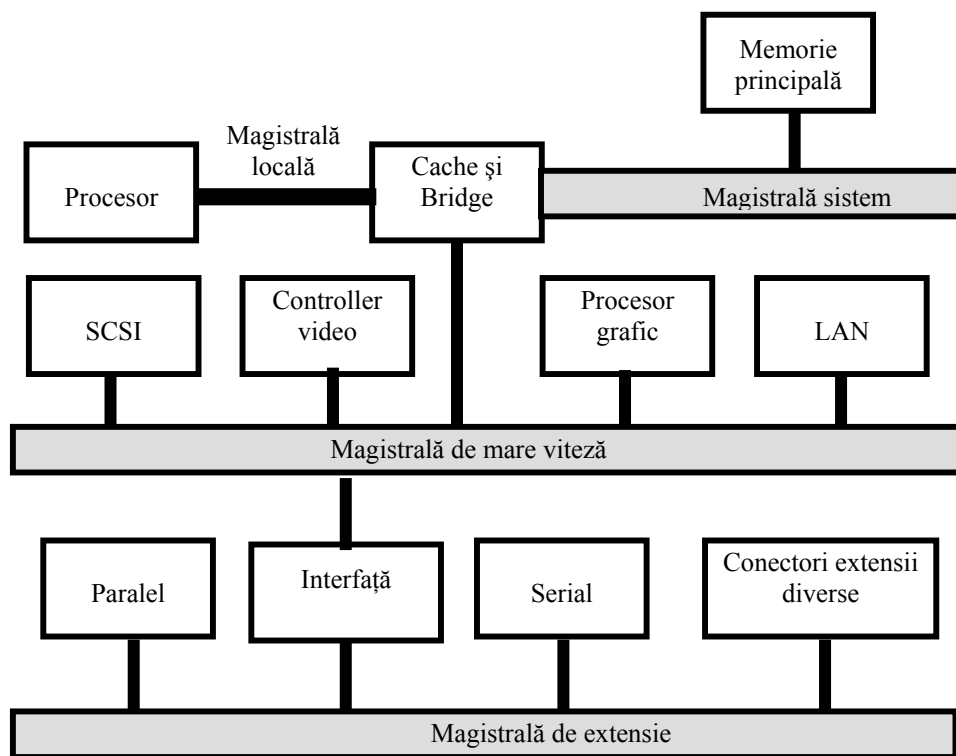 Memorie
principală
Magistrală
locală
Procesor
Cache şi
Bridge
Magistrală sistem
SCSI
Controller
video
Procesor
grafic
LAN
Magistrală de mare viteză
Paralel
Interfață
Serial
Conectori extensii
diverse
Magistrală de extensie